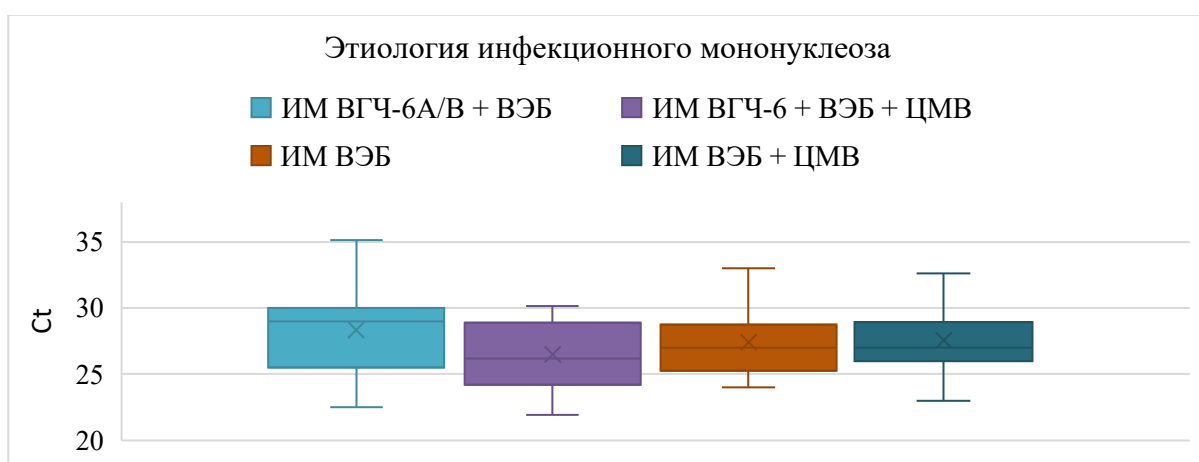 Этиология инфекционного мононуклеоза
ИМ ВГЧ-6А/В + ВЭБ
ИМ ВГЧ-6 + ВЭБ + ЦМВ
ИМ ВЭБ
ИМ ВЭБ + ЦМВ
35
30
25
20
Ct